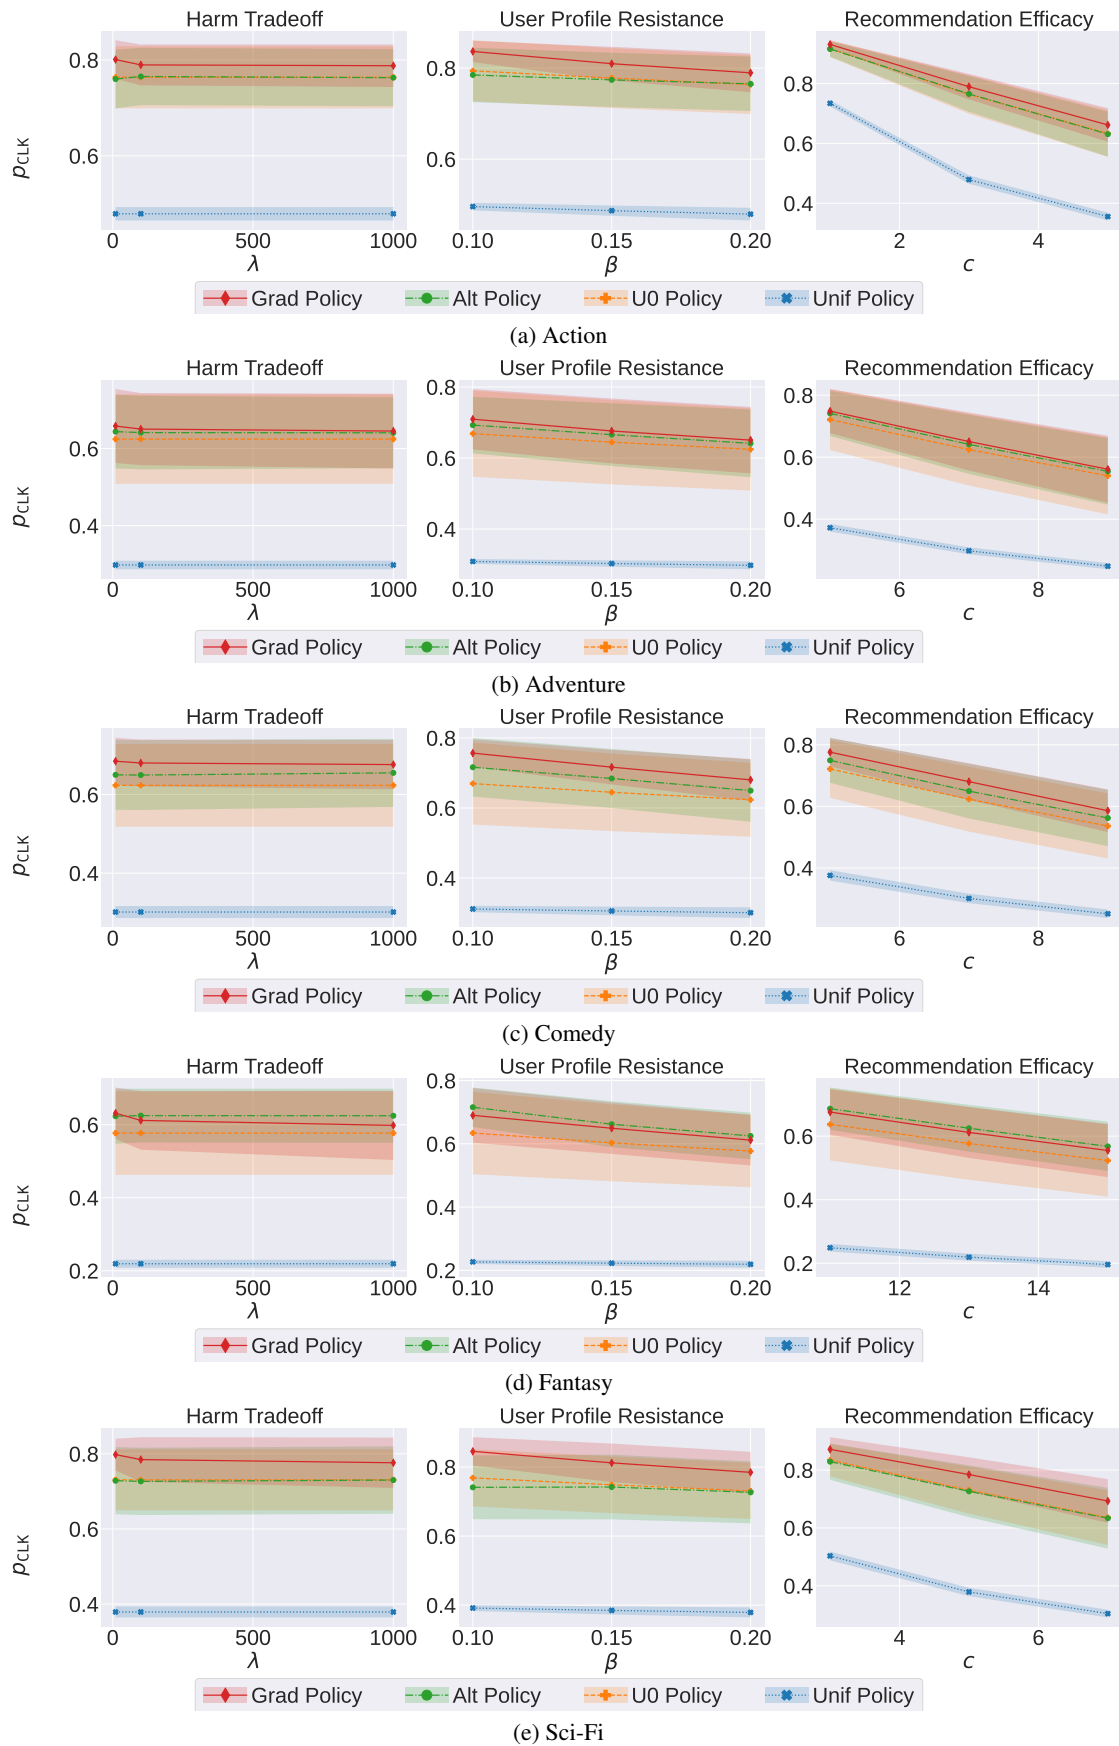 Harm Tradeoff User Profile Resistance Recommendation Efficacy
0.8 0.8 0.8
0.6 0.6 0.6
0.4
pCLK
0 500 1000 0.10 0.15 0.20 2 4
λ β c
Grad Policy Alt Policy U0 Policy Unif Policy
(a) Action
Harm Tradeoff User Profile Resistance Recommendation Efficacy
0.8 0.8
0.6 0.6 0.6
0.4 0.4 0.4
pCLK
0 500 1000 0.10 0.15 0.20 6 8
λ β c
Grad Policy Alt Policy U0 Policy Unif Policy
(b) Adventure
Harm Tradeoff User Profile Resistance Recommendation Efficacy
0.8 0.8
0.6 0.6 0.6
0.4 0.4 0.4
pCLK
0 500 1000 0.10 0.15 0.20 6 8
λ β c
Grad Policy Alt Policy U0 Policy Unif Policy
(c) Comedy
Harm Tradeoff User Profile Resistance Recommendation Efficacy
0.8
0.6 0.6 0.6
0.4 0.4 0.4
0.2 0.2 0.2
pCLK
0 500 1000 0.10 0.15 0.20 12 14
λ β c
Grad Policy Alt Policy U0 Policy Unif Policy
(d) Fantasy
Harm Tradeoff User Profile Resistance Recommendation Efficacy
0.8 0.8 0.8
0.6 0.6 0.6
0.4 0.4 0.4
pCLK
0 500 1000 0.10 0.15 0.20 4 6
λ β c
Grad Policy Alt Policy U0 Policy Unif Policy
(e) Sci-Fi